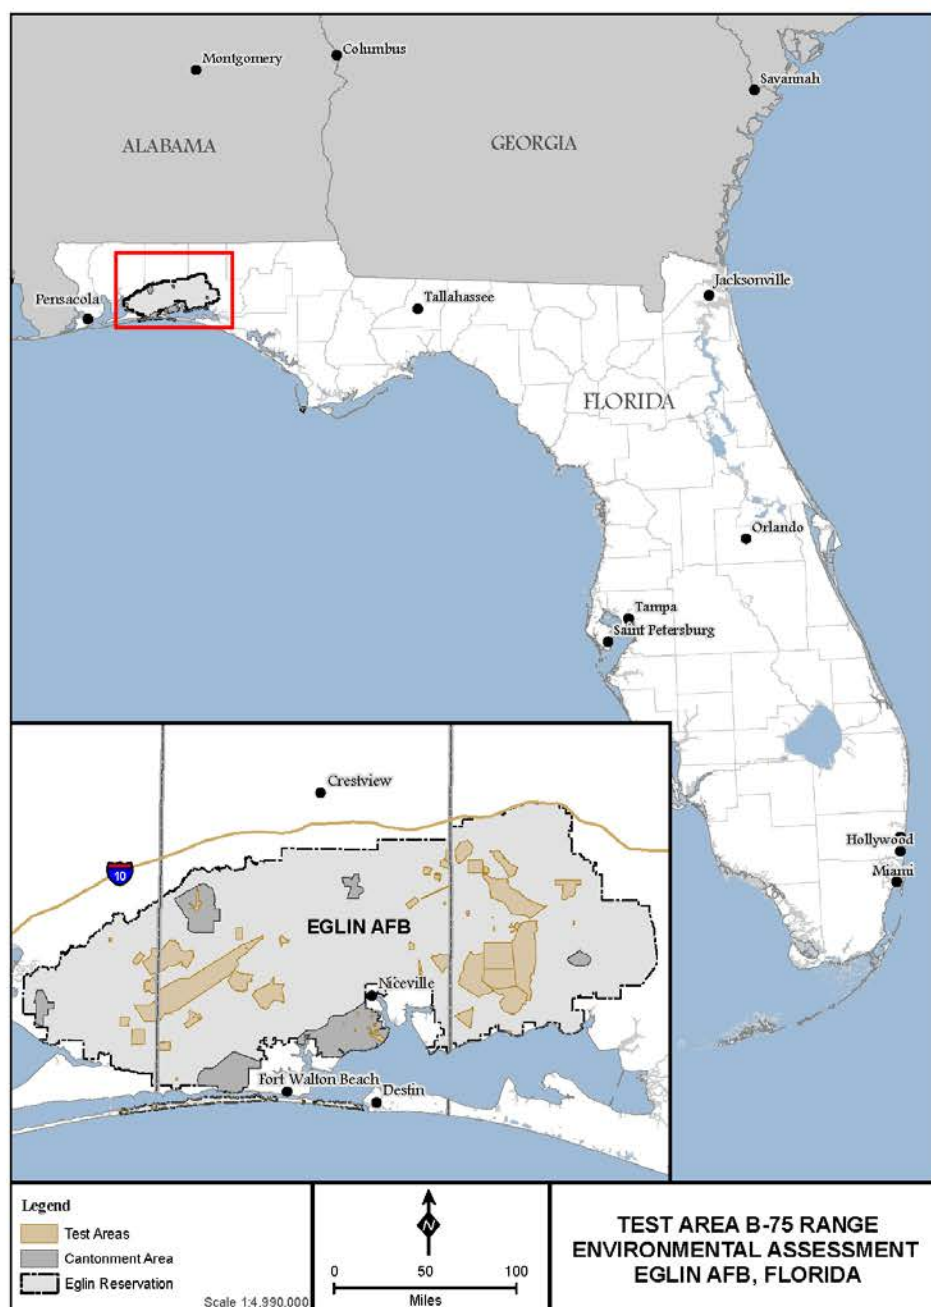 Montgomery
Columbus
Savannah
ALABAMA
GEORGIA
Pensacola
Tallahassee
Jacksonville
FLORIDA
Orlando
Tampa
Saint Petersburg
Hollywood
Miami
Crestview
10
EGLIN AFB
Niceville
Fort Walton Beach
Destin
Legend
Test Areas
Cantonment Area
Eglin Reservation
Scale 1:4,990,000
N
0 50 100
Miles
TEST AREA B-75 RANGE
ENVIRONMENTAL ASSESSMENT
EGLIN AFB, FLORIDA